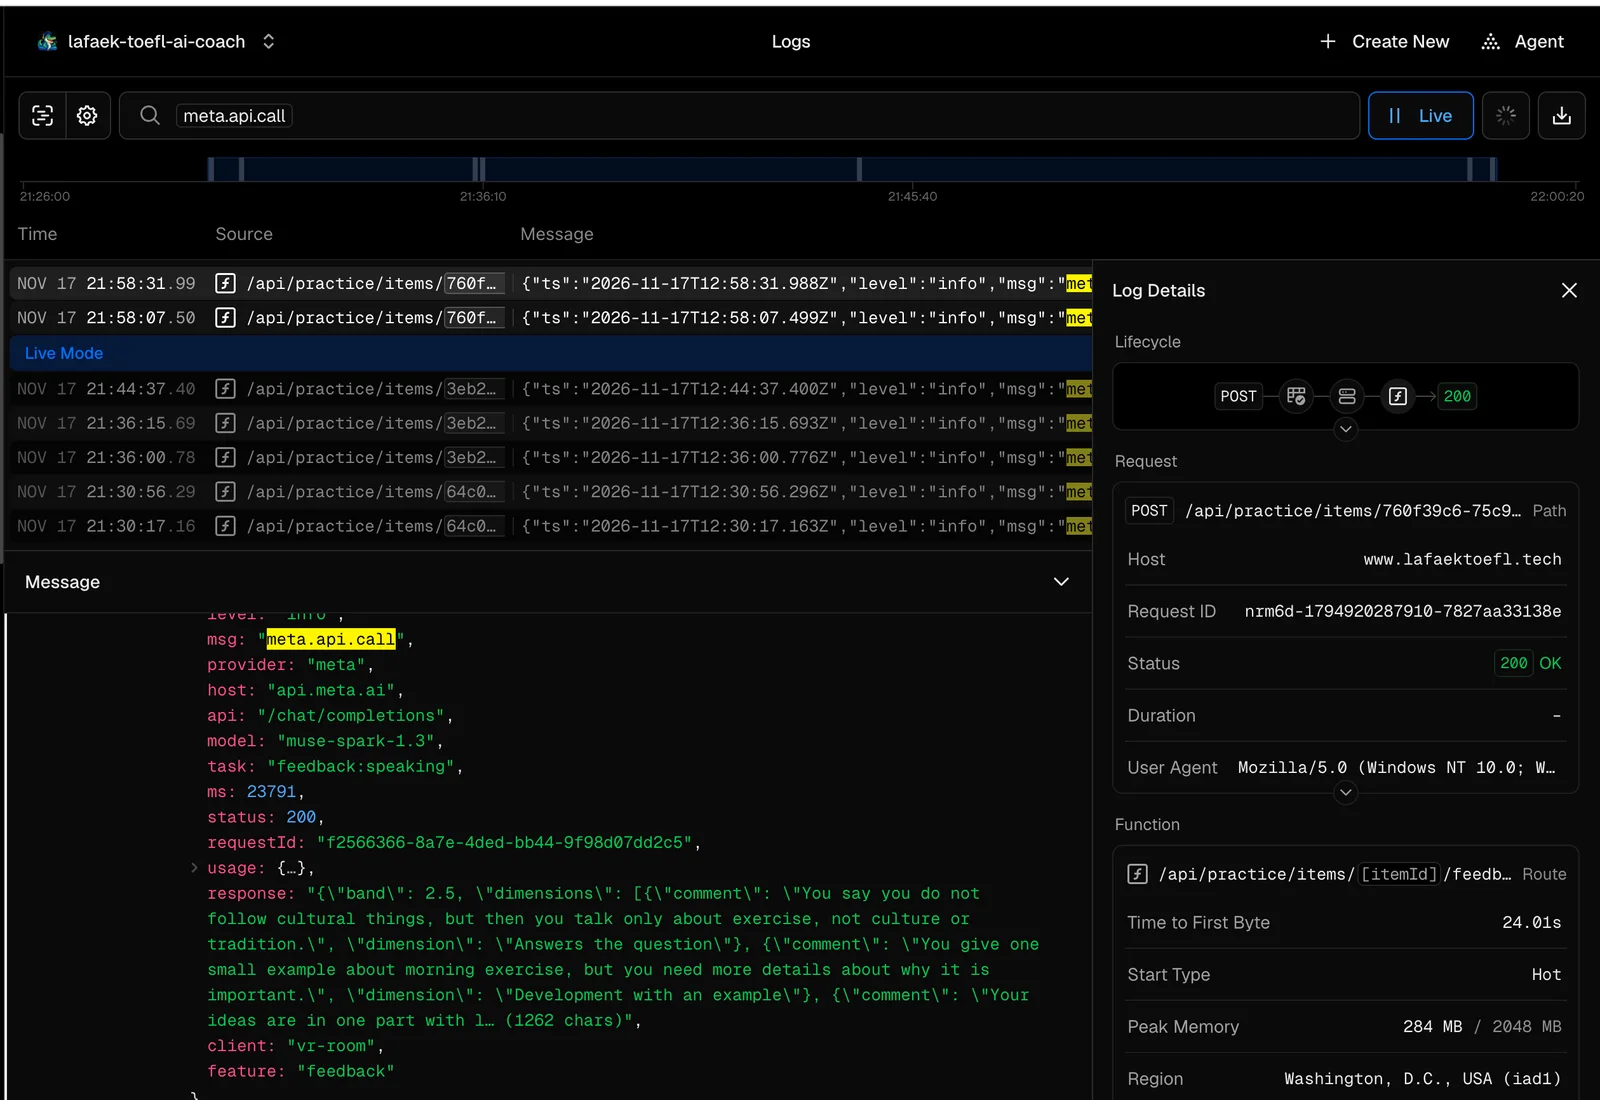 lafaek-toefl-ai-coach
Logs
Create New
Agent
meta.api.call
Live
21:26:00
21:36:10
21:45:40
22:00:20
Time Source Message
NOV 17 21:58:31.99 /api/practice/items/ 760f… {"ts":"2026-11-17T12:58:31.988Z","level":"info","msg":"met
NOV 17 21:58:07.50 /api/practice/items/ 760f… {"ts":"2026-11-17T12:58:07.499Z","level":"info","msg":"met
Live Mode
NOV 17 21:44:37.40 /api/practice/items/ 3eb2… {"ts":"2026-11-17T12:44:37.400Z","level":"info","msg":"met
NOV 17 21:36:15.69 /api/practice/items/ 3eb2… {"ts":"2026-11-17T12:36:15.693Z","level":"info","msg":"met
NOV 17 21:36:00.78 /api/practice/items/ 3eb2… {"ts":"2026-11-17T12:36:00.776Z","level":"info","msg":"met
NOV 17 21:30:56.29 /api/practice/items/ 64c0… {"ts":"2026-11-17T12:30:56.296Z","level":"info","msg":"met
NOV 17 21:30:17.16 /api/practice/items/ 64c0… {"ts":"2026-11-17T12:30:17.163Z","level":"info","msg":"met
Message
level: "info",
msg: "meta.api.call",
provider: "meta",
host: "api.meta.ai",
api: "/chat/completions",
model: "muse-spark-1.3",
task: "feedback:speaking",
ms: 23791,
status: 200,
requestId: "f2566366-8a7e-4ded-bb44-9f98d07dd2c5",
usage: {…},
response: "{\"band\": 2.5, \"dimensions\": [{\"comment\": \"You say you do not
follow cultural things, but then you talk only about exercise, not culture or
tradition.\", \"dimension\": \"Answers the question\"}, {\"comment\": \"You give one
small example about morning exercise, but you need more details about why it is
important.\", \"dimension\": \"Development with an example\"}, {\"comment\": \"Your
ideas are in one part with l… (1262 chars)",
client: "vr-room",
feature: "feedback"
}
Log Details
Lifecycle
POST 200
Request
POST /api/practice/items/760f39c6-75c9… Path
Host www.lafaektoefl.tech
Request ID nrm6d-1794920287910-7827aa33138e
Status 200 OK
Duration -
User Agent Mozilla/5.0 (Windows NT 10.0; W…
Function
/api/practice/items/ [itemId] /feedb… Route
Time to First Byte 24.01s
Start Type Hot
Peak Memory 284 MB / 2048 MB
Region Washington, D.C., USA (iad1)